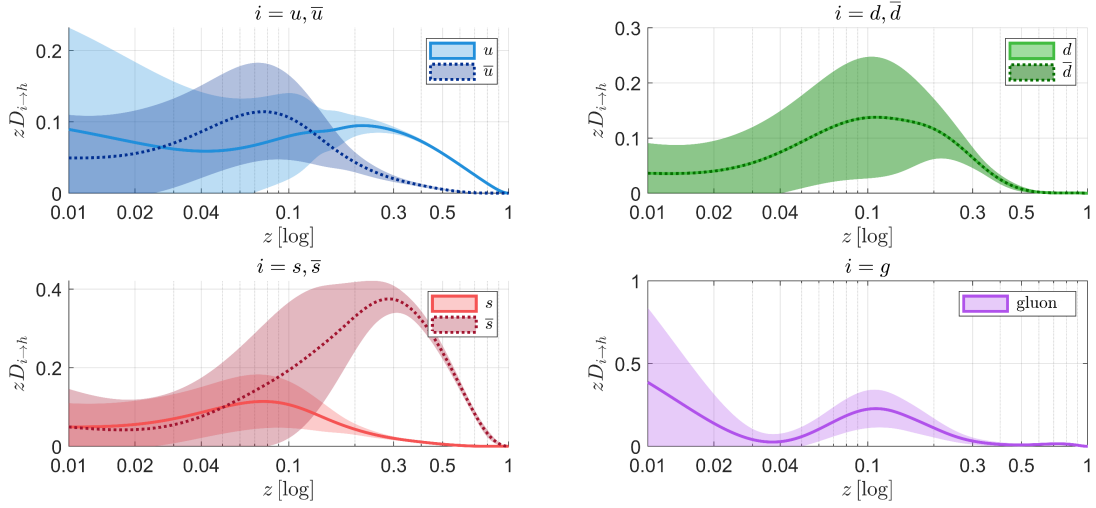 i = u, u̅
zD_{i→h}
0.2
0.1
0
u
u̅
0.01 0.02 0.04 0.1 0.3 0.5 1
z [log]
i = d, d̅
zD_{i→h}
0.3
0.2
0.1
0
d
d̅
0.01 0.02 0.04 0.1 0.3 0.5 1
z [log]
i = s, s̅
zD_{i→h}
0.4
0.2
0
s
s̅
0.01 0.02 0.04 0.1 0.3 0.5 1
z [log]
i = g
zD_{i→h}
1
0.5
0
gluon
0.01 0.02 0.04 0.1 0.3 0.5 1
z [log]